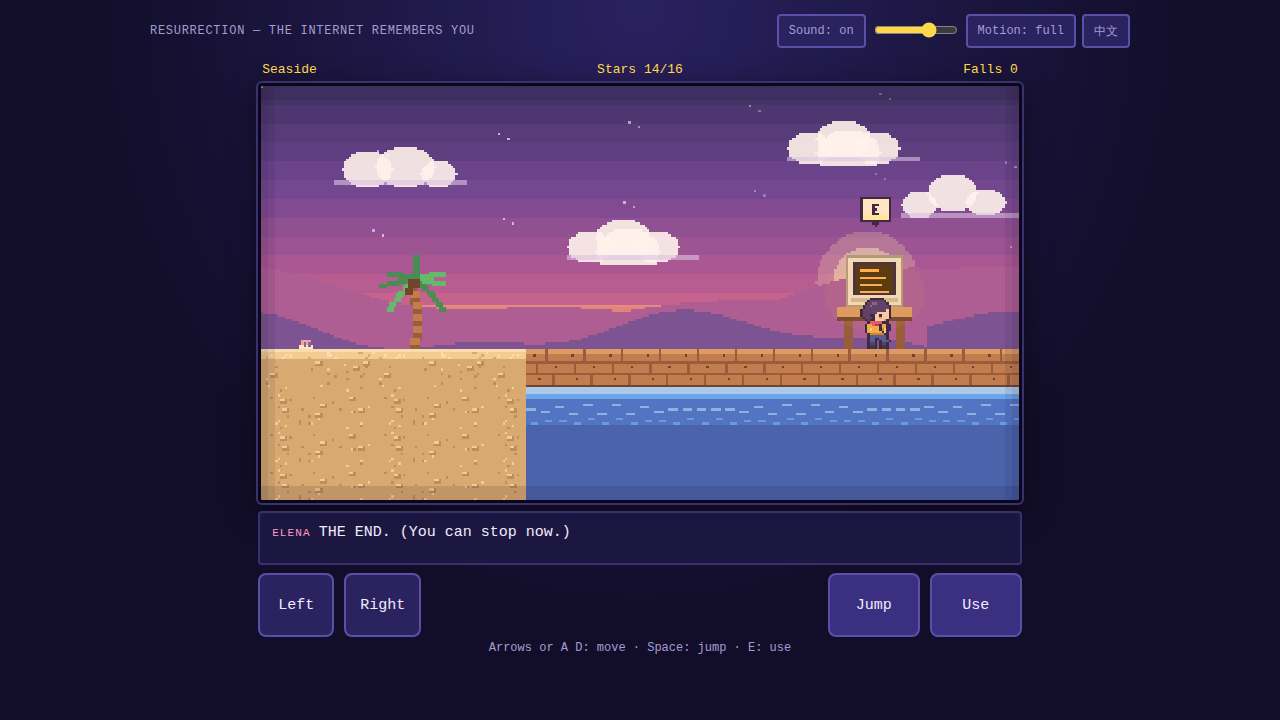 RESURRECTION — THE INTERNET REMEMBERS YOU
Sound: on
Motion: full
中文
Seaside
Stars 14/16
Falls 0
E
ELENA THE END. (You can stop now.)
Left
Right
Jump
Use
Arrows or A D: move · Space: jump · E: use